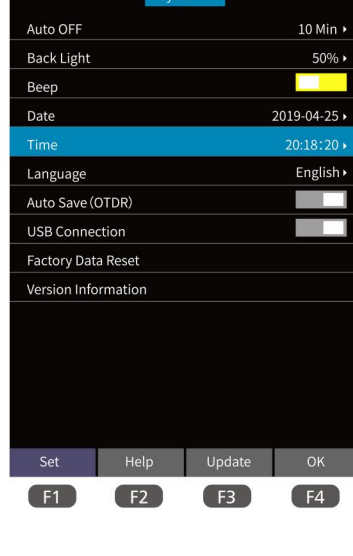 Auto OFF 10 Min
Back Light 50%
Beep
Date 2019-04-25
Time 20:18:20
Language English
Auto Save(OTDR)
USB Connection
Factory Data Reset
Version Information
Set Help Update OK
F1 F2 F3 F4